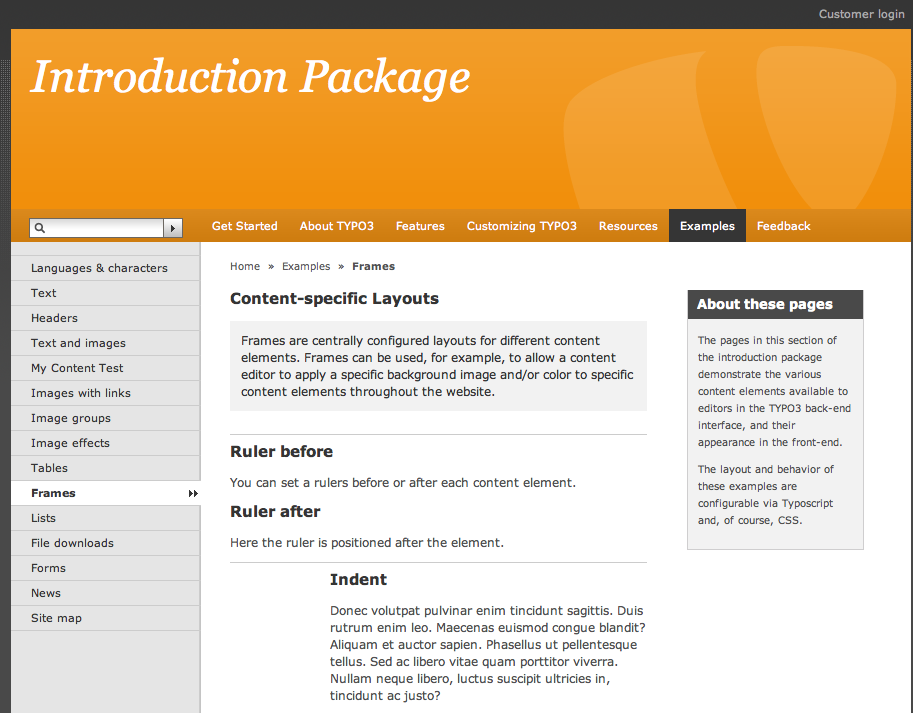 Customer login
Introduction Package
Get Started About TYPO3 Features Customizing TYPO3 Resources Examples Feedback
Languages & characters
Text
Headers
Text and images
My Content Test
Images with links
Image groups
Image effects
Tables
Frames
Lists
File downloads
Forms
News
Site map
Home » Examples » Frames
Content-specific Layouts
Frames are centrally configured layouts for different content
elements. Frames can be used, for example, to allow a content
editor to apply a specific background image and/or color to specific
content elements throughout the website.
Ruler before
You can set a rulers before or after each content element.
Ruler after
Here the ruler is positioned after the element.
Indent
Donec volutpat pulvinar enim tincidunt sagittis. Duis
rutrum enim leo. Maecenas euismod congue blandit?
Aliquam et auctor sapien. Phasellus ut pellentesque
tellus. Sed ac libero vitae quam porttitor viverra.
Nullam neque libero, luctus suscipit ultricies in,
tincidunt ac justo?
About these pages
The pages in this section of
the introduction package
demonstrate the various
content elements available to
editors in the TYPO3 back-end
interface, and their
appearance in the front-end.
The layout and behavior of
these examples are
configurable via Typoscript
and, of course, CSS.